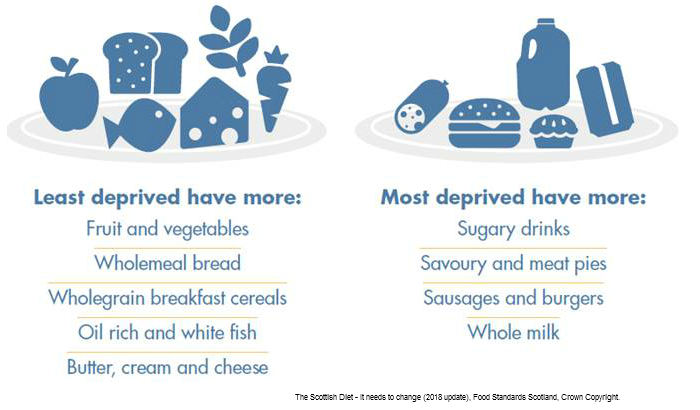 Least deprived have more:
Fruit and vegetables
Wholemeal bread
Wholegrain breakfast cereals
Oil rich and white fish
Butter, cream and cheese
Most deprived have more:
Sugary drinks
Savoury and meat pies
Sausages and burgers
Whole milk
The Scottish Diet - it needs to change (2018 update), Food Standards Scotland, Crown Copyright.